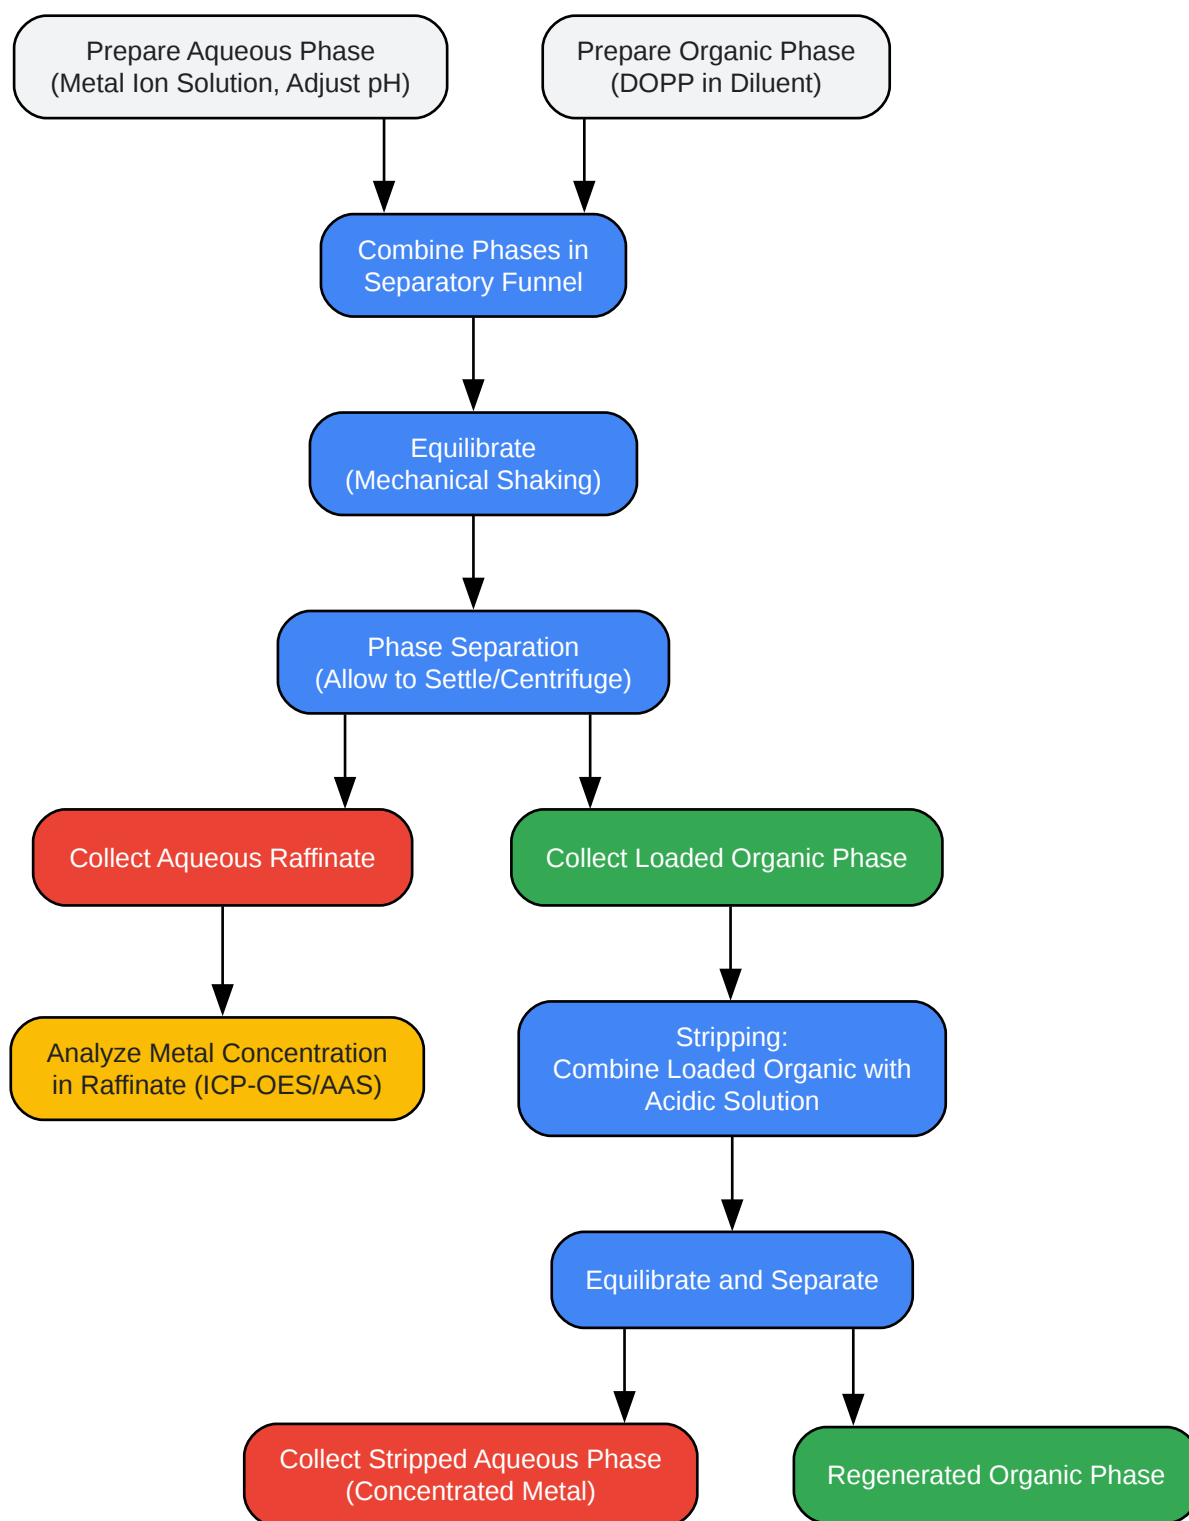 Prepare Aqueous Phase
(Metal Ion Solution, Adjust pH)
Prepare Organic Phase
(DOPP in Diluent)
Combine Phases in
Separatory Funnel
Equilibrate
(Mechanical Shaking)
Phase Separation
(Allow to Settle/Centrifuge)
Collect Aqueous Raffinate
Collect Loaded Organic Phase
Analyze Metal Concentration
in Raffinate (ICP-OES/AAS)
Stripping:
Combine Loaded Organic with
Acidic Solution
Equilibrate and Separate
Collect Stripped Aqueous Phase
(Concentrated Metal)
Regenerated Organic Phase